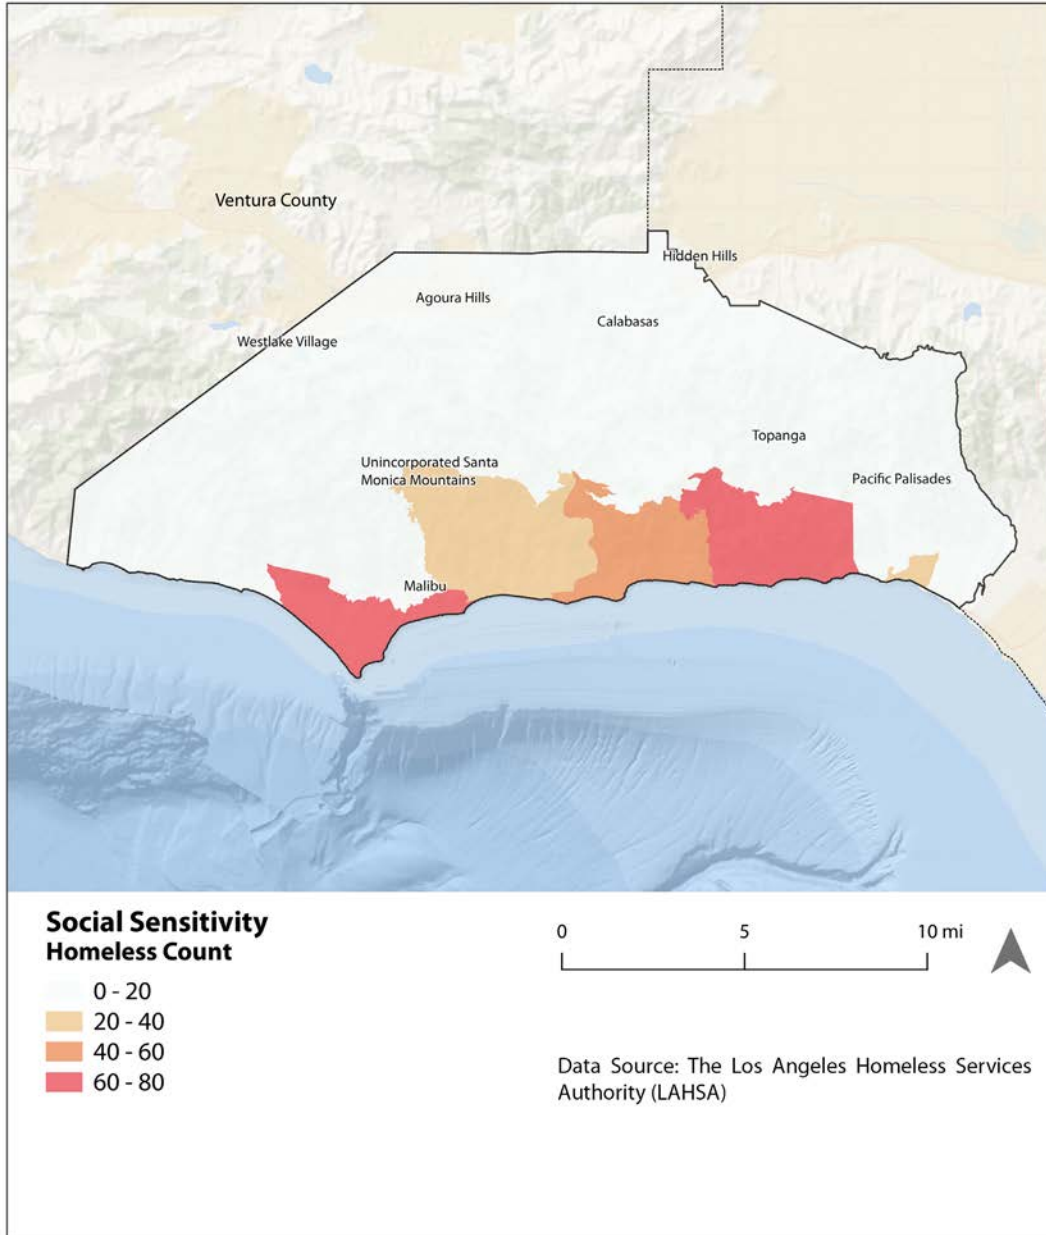 Ventura County
Hidden Hills
Agoura Hills
Calabasas
Westlake Village
Topanga
Unincorporated Santa
Monica Mountains
Pacific Palisades
Malibu
Social Sensitivity
Homeless Count
0 - 20
20 - 40
40 - 60
60 - 80
0 5 10 mi
Data Source: The Los Angeles Homeless Services
Authority (LAHSA)